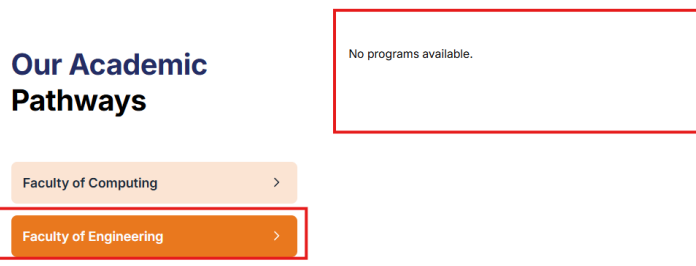 Our Academic
Pathways
Faculty of Computing
Faculty of Engineering
No programs available.